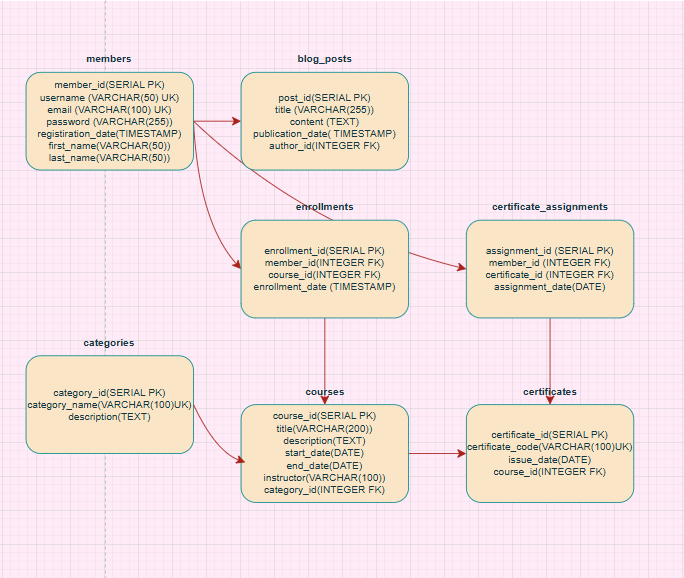 members
member_id(SERIAL PK)
username (VARCHAR(50) UK)
email (VARCHAR(100) UK)
password (VARCHAR(255))
registiration_date(TIMESTAMP)
first_name(VARCHAR(50))
last_name(VARCHAR(50))
blog_posts
post_id(SERIAL PK)
title (VARCHAR(255))
content (TEXT)
publication_date( TIMESTAMP)
author_id(INTEGER FK)
enrollments
enrollment_id(SERIAL PK)
member_id(INTEGER FK)
course_id(INTEGER FK)
enrollment_date (TIMESTAMP)
certificate_assignments
assignment_id (SERIAL PK)
member_id (INTEGER FK)
certificate_id (INTEGER FK)
assignment_date(DATE)
categories
category_id(SERIAL PK)
category_name(VARCHAR(100)UK)
description(TEXT)
courses
course_id(SERIAL PK)
title(VARCHAR(200))
description(TEXT)
start_date(DATE)
end_date(DATE)
instructor(VARCHAR(100))
category_id(INTEGER FK)
certificates
certificate_id(SERIAL PK)
certificate_code(VARCHAR(100)UK)
issue_date(DATE)
course_id(INTEGER FK)